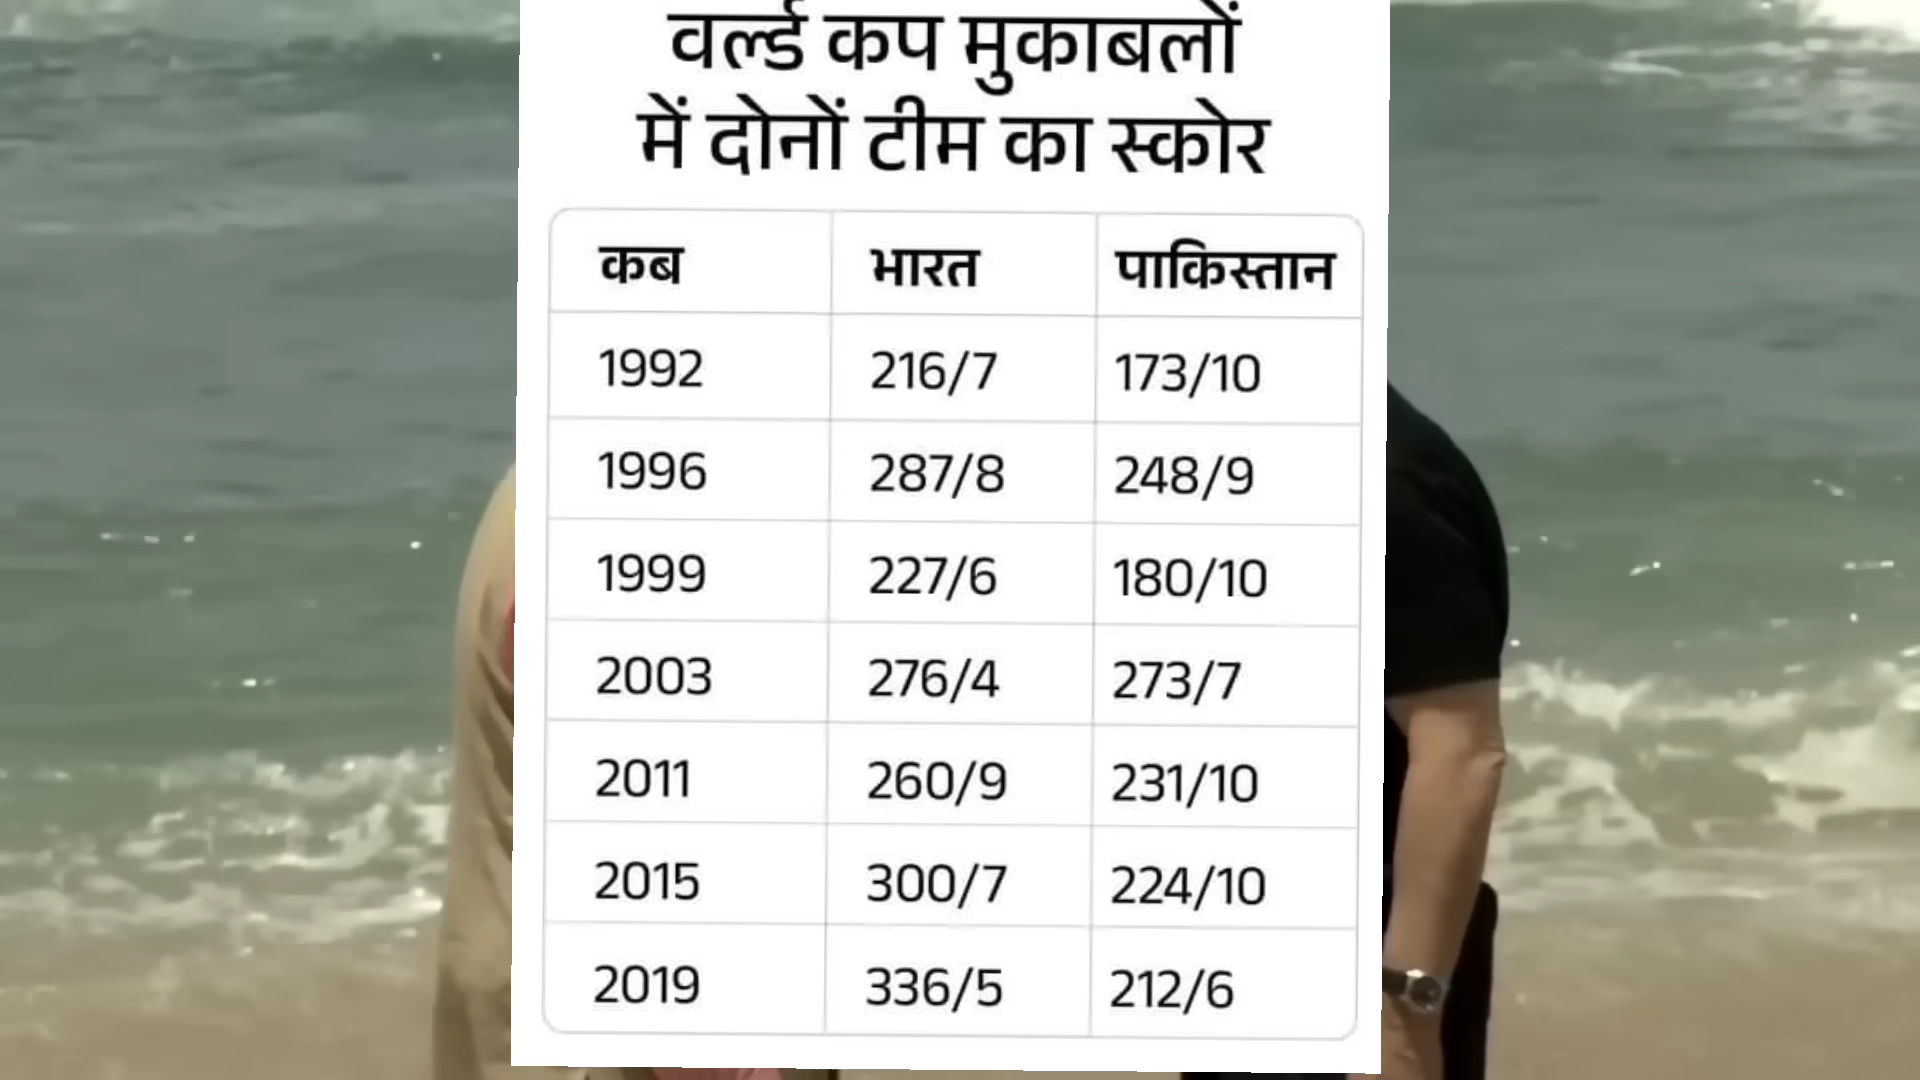 वर्ल्ड कप मुकाबलों
में दोनों टीम का स्कोर
कब भारत पाकिस्तान
1992 216/7 173/10
1996 287/8 248/9
1999 227/6 180/10
2003 276/4 273/7
2011 260/9 231/10
2015 300/7 224/10
2019 336/5 212/6